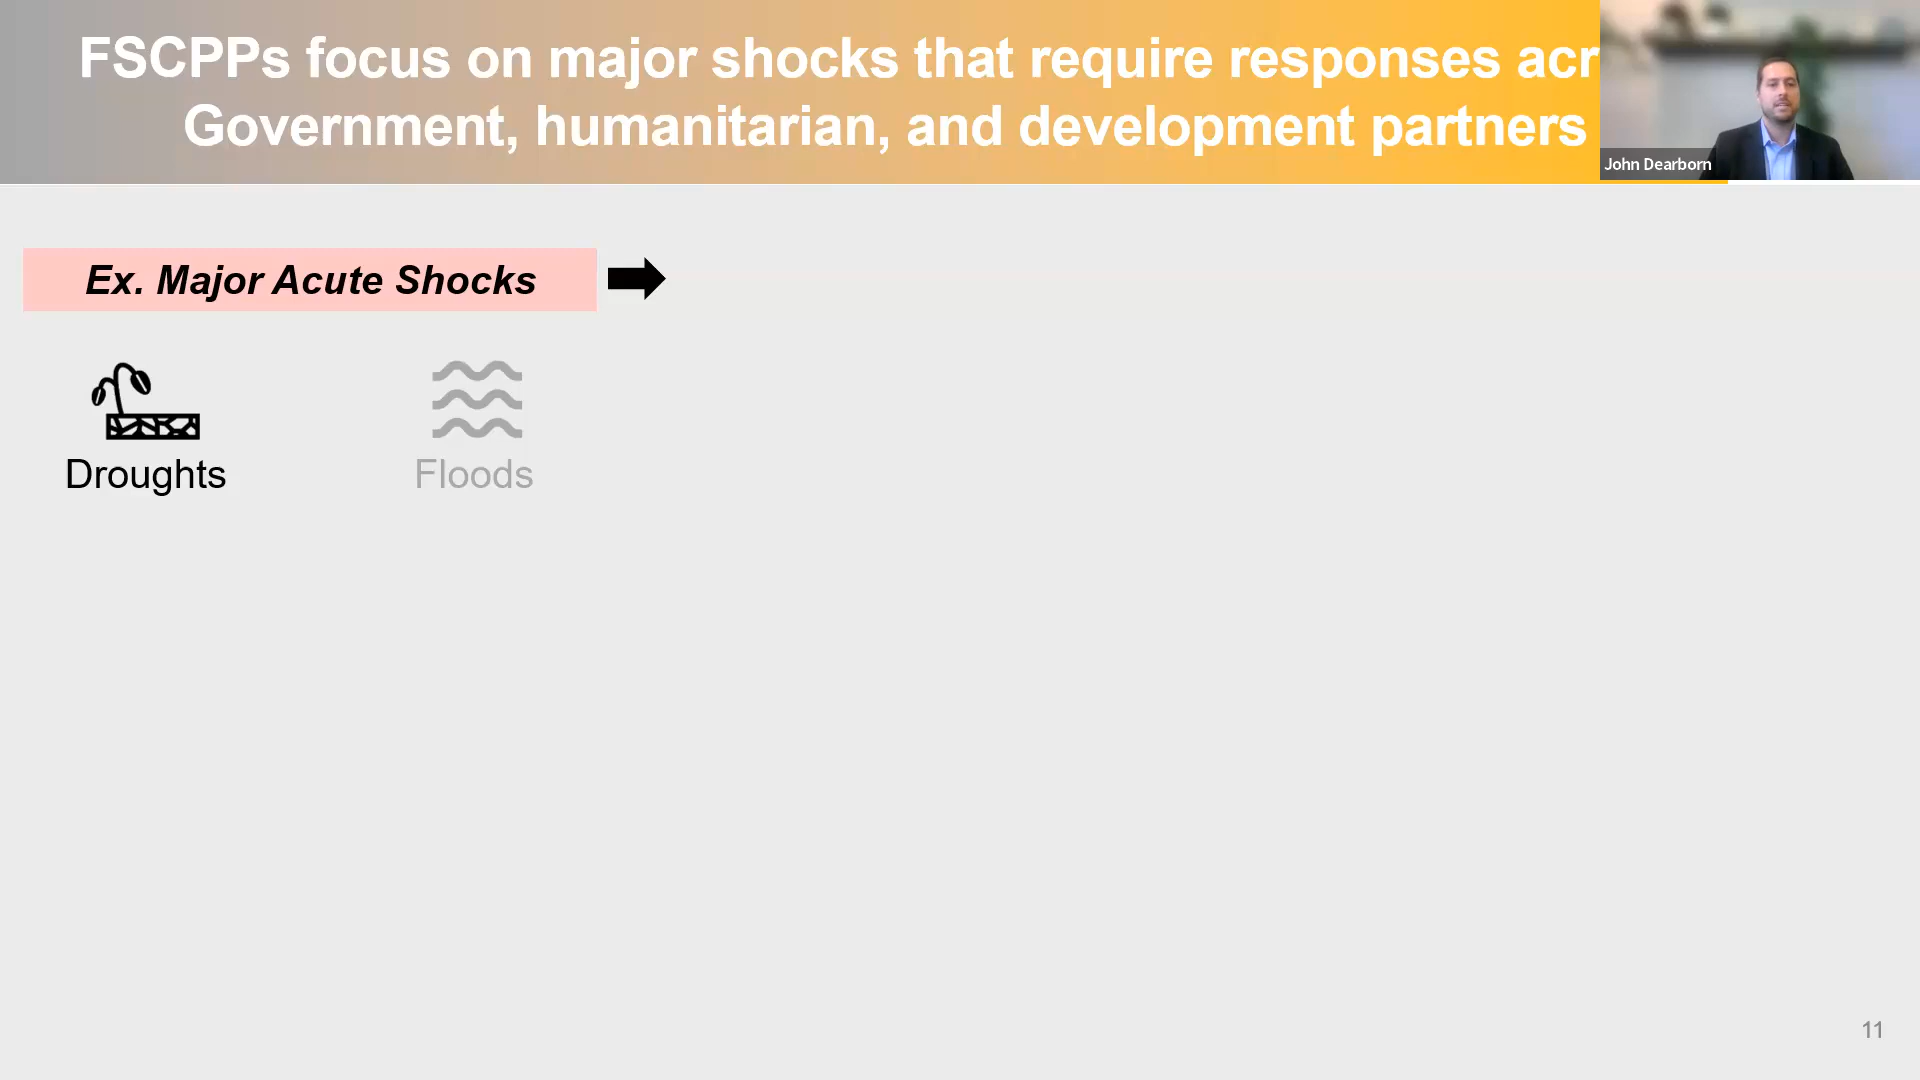 FSCPPs focus on major shocks that require responses acr
Government, humanitarian, and development partners
John Dearborn
Ex. Major Acute Shocks
Droughts
Floods
11